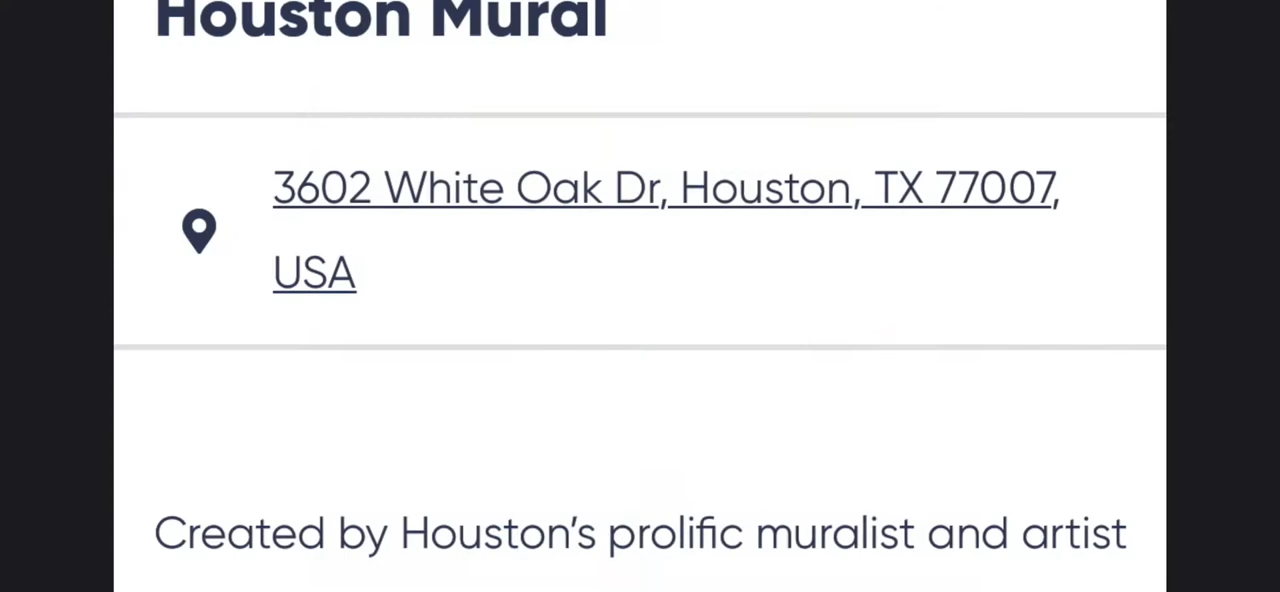 Houston Mural
3602 White Oak Dr, Houston, TX 77007,
USA
Created by Houston’s prolific muralist and artist